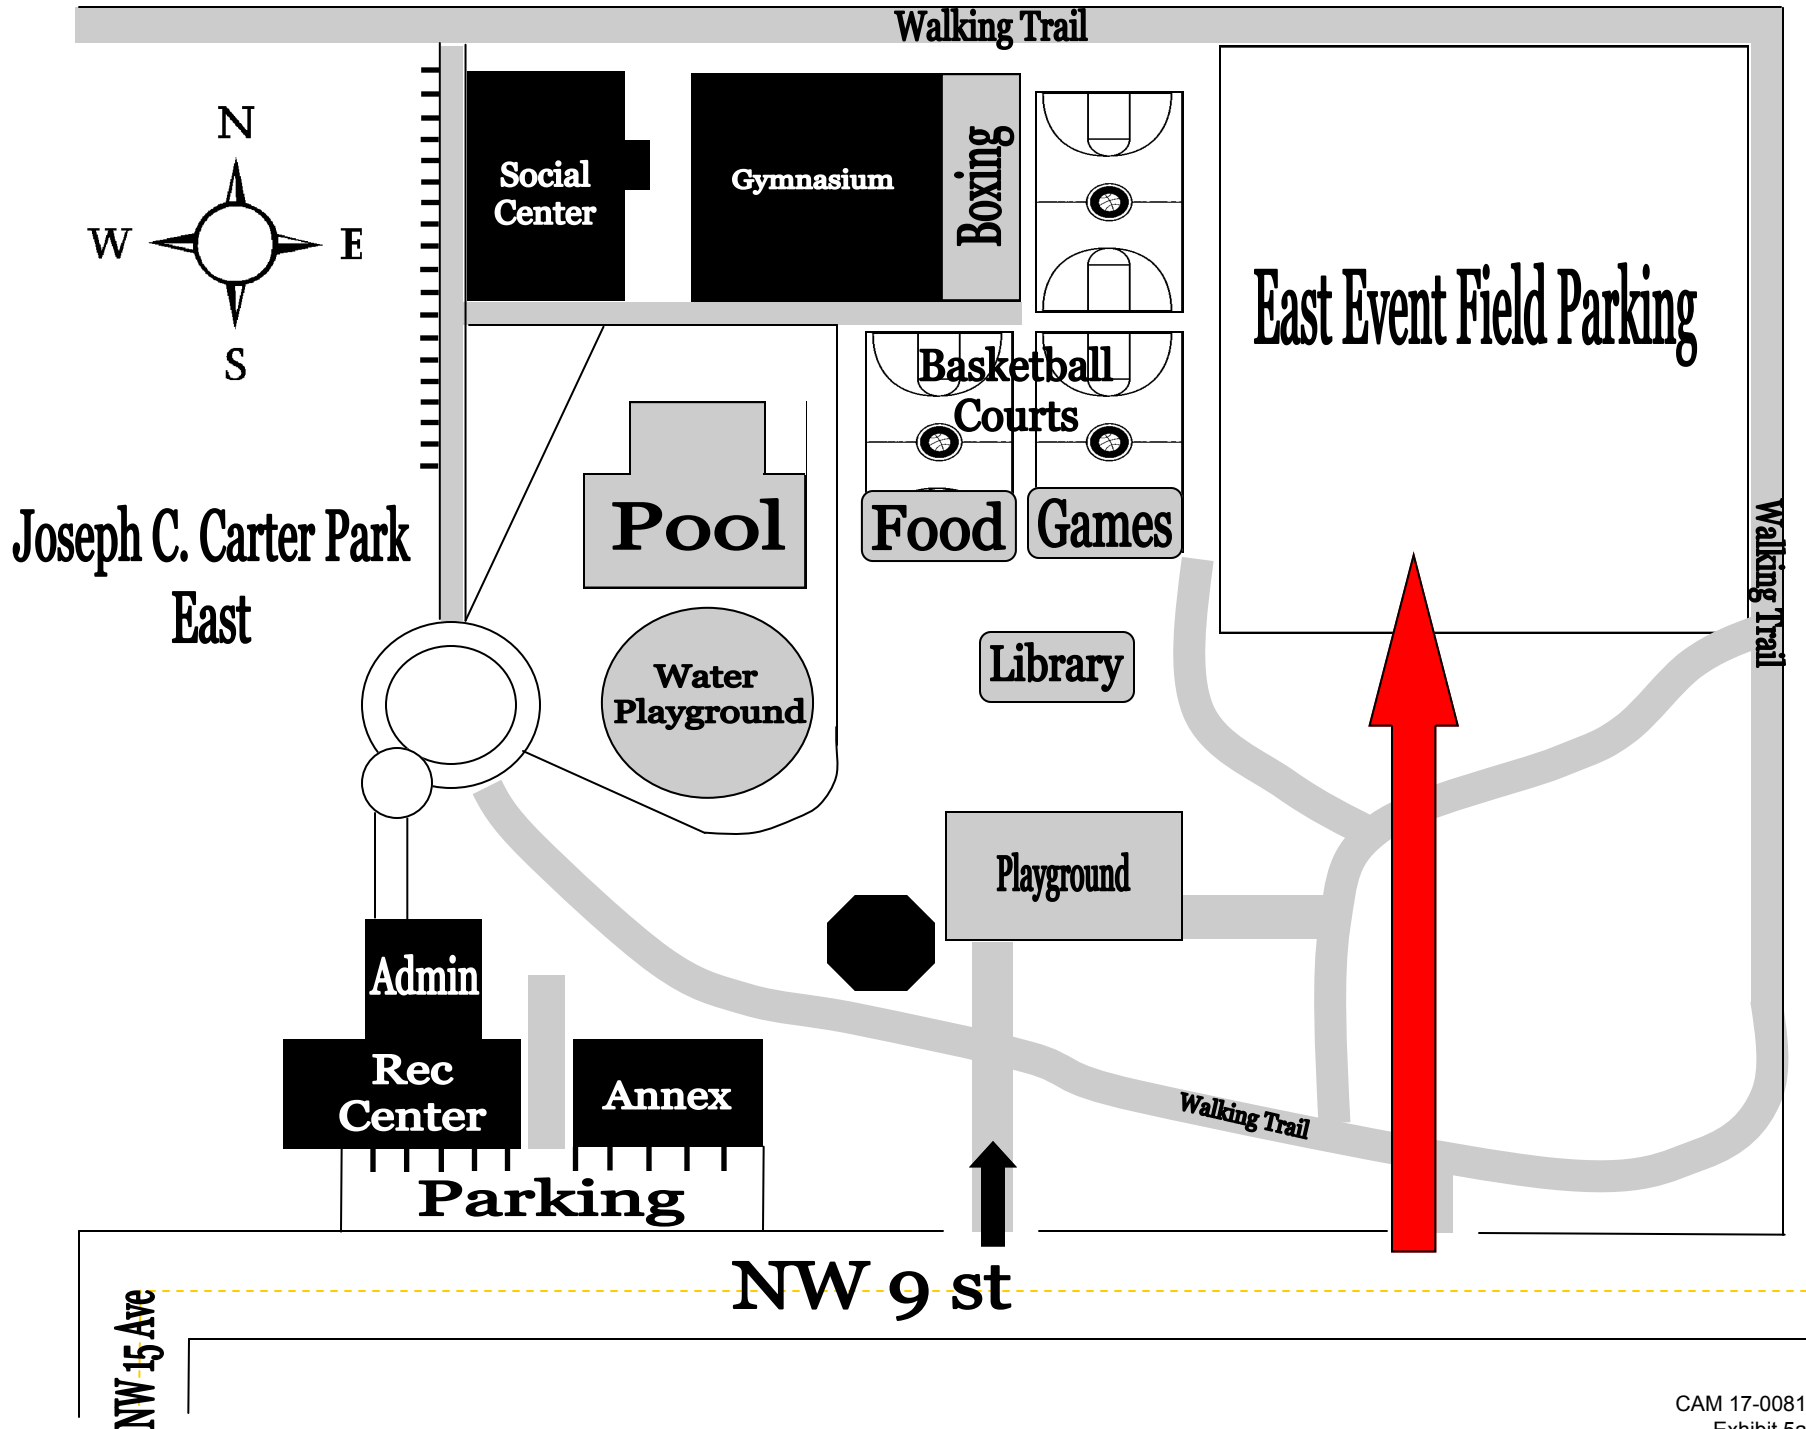 Walking Trail
N
W
E
S
Social
Center
Gymnasium
Boxing
East Event Field Parking
Basketball
Courts
Joseph C. Carter Park
East
Pool
Food
Games
Walking Trail
Library
Water
Playground
Playground
Admin
Rec
Center
Annex
Walking Trail
Parking
NW 9 st
NW 15 Ave
CAM 17-0081
Exhibit 5a